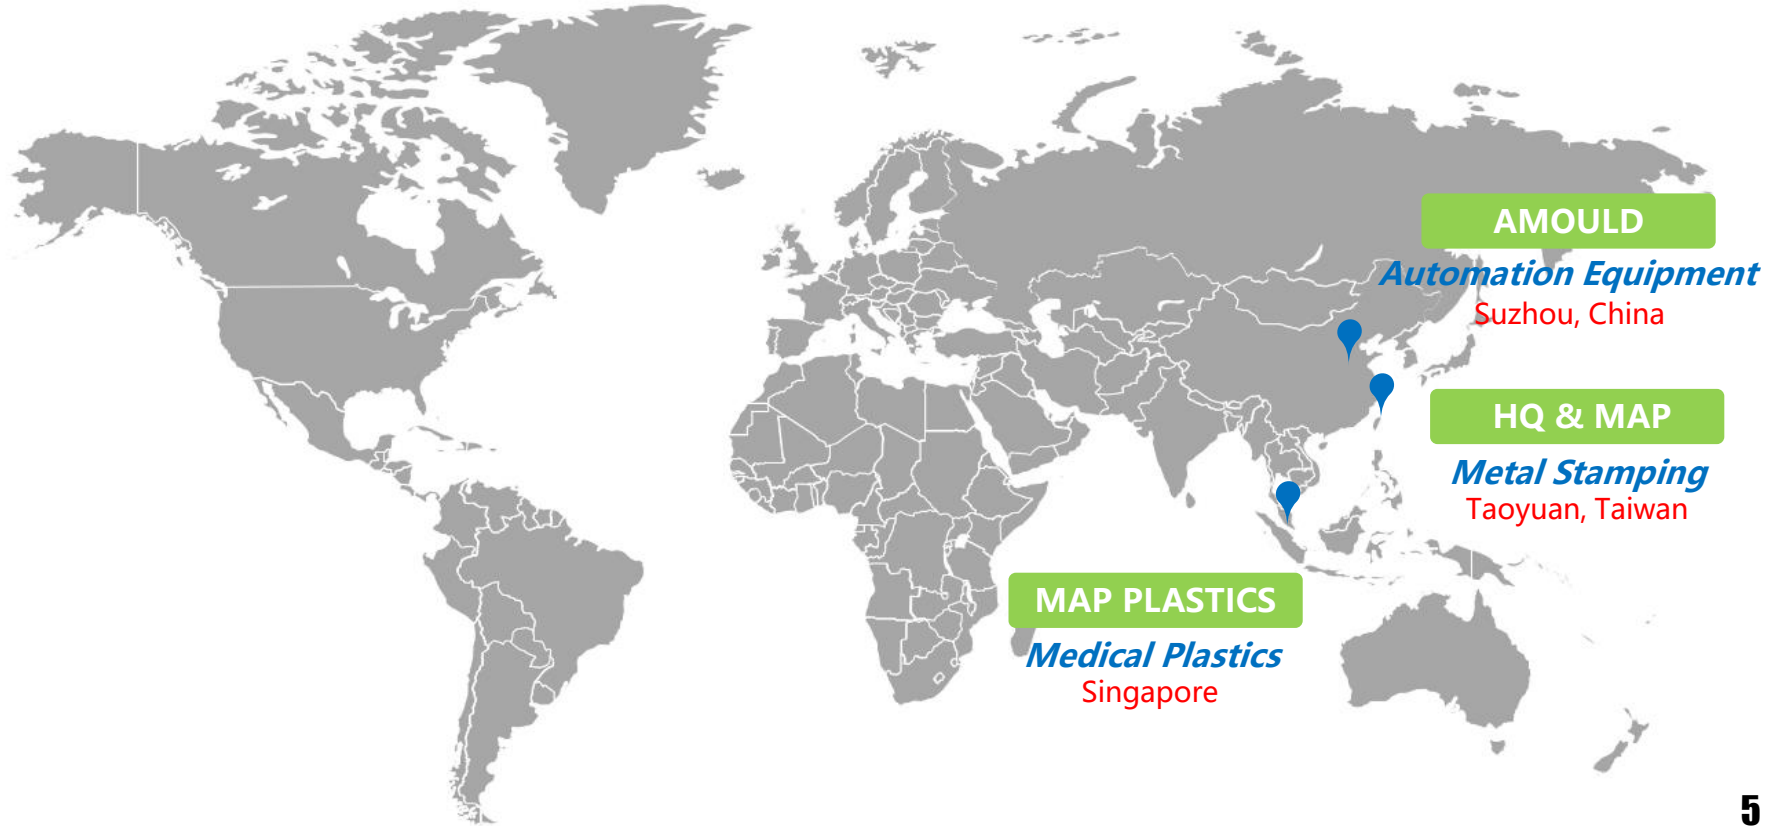 AMOULD
Automation Equipment
Suzhou, China
HQ & MAP
Metal Stamping
Taoyuan, Taiwan
MAP PLASTICS
Medical Plastics
Singapore
5